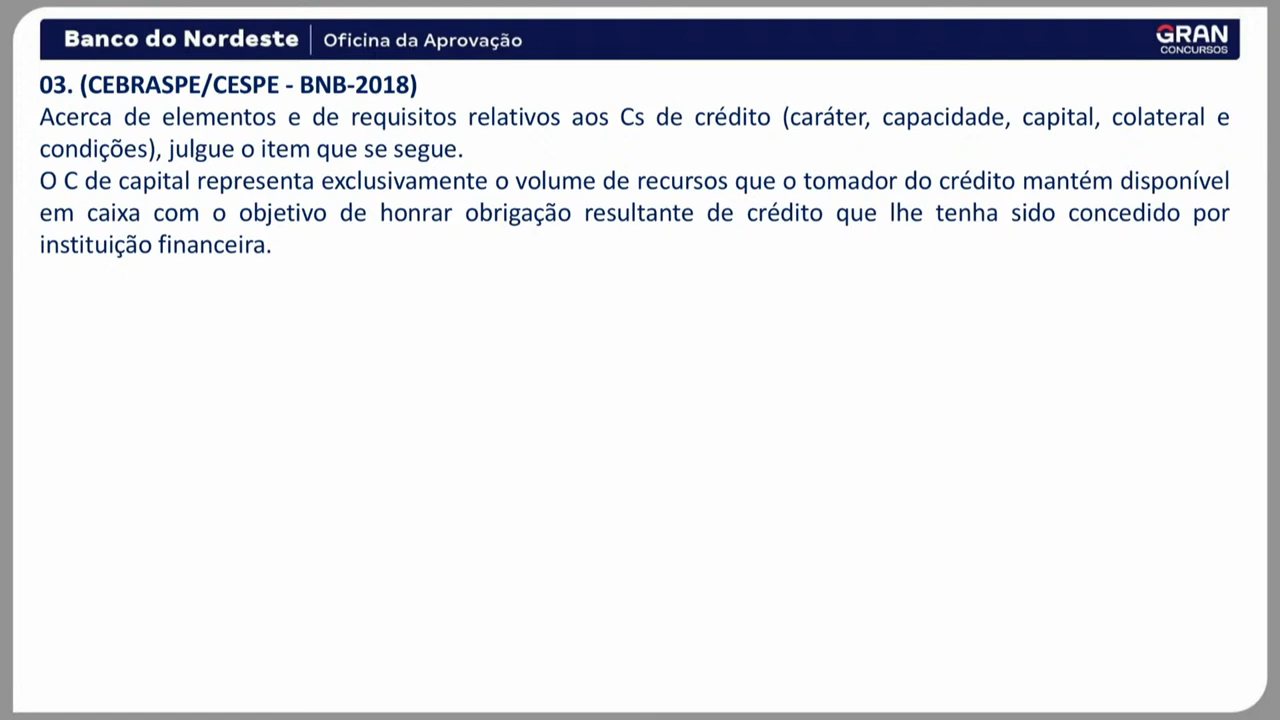 Banco do Nordeste | Oficina da Aprovação
GRAN
CONCURSOS
03. (CEBRASPE/CESPE - BNB-2018)
Acerca de elementos e de requisitos relativos aos Cs de crédito (caráter, capacidade, capital, colateral e
condições), julgue o item que se segue.
O C de capital representa exclusivamente o volume de recursos que o tomador do crédito mantém disponível
em caixa com o objetivo de honrar obrigação resultante de crédito que lhe tenha sido concedido por
instituição financeira.